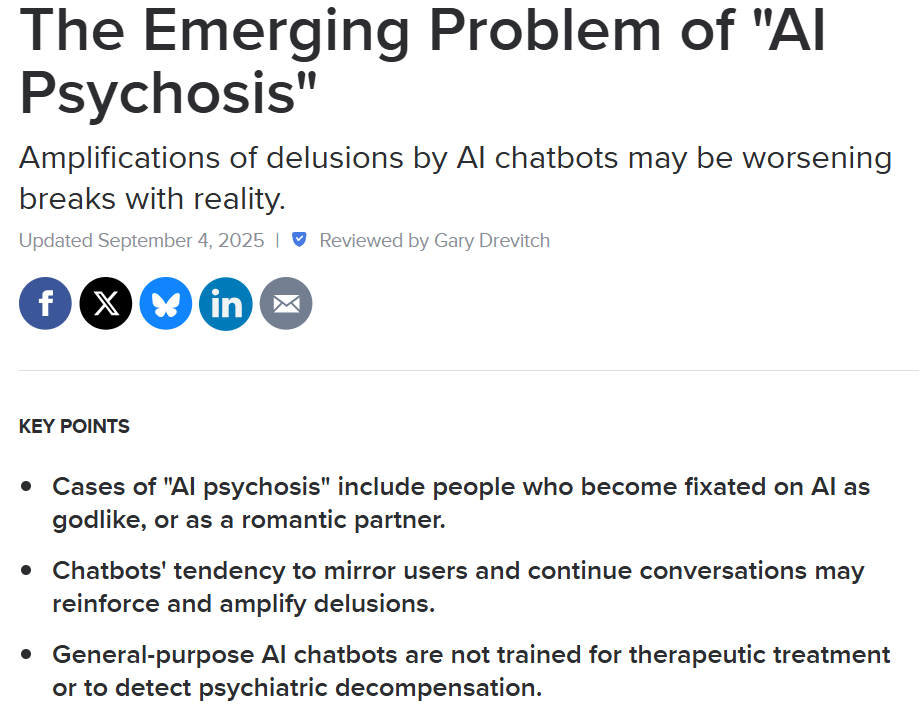 The Emerging Problem of "AI
Psychosis"
Amplifications of delusions by AI chatbots may be worsening
breaks with reality.
Updated September 4, 2025 | Reviewed by Gary Drevitch
f X in
KEY POINTS
• Cases of "AI psychosis" include people who become fixated on AI as
godlike, or as a romantic partner.
• Chatbots' tendency to mirror users and continue conversations may
reinforce and amplify delusions.
• General-purpose AI chatbots are not trained for therapeutic treatment
or to detect psychiatric decompensation.